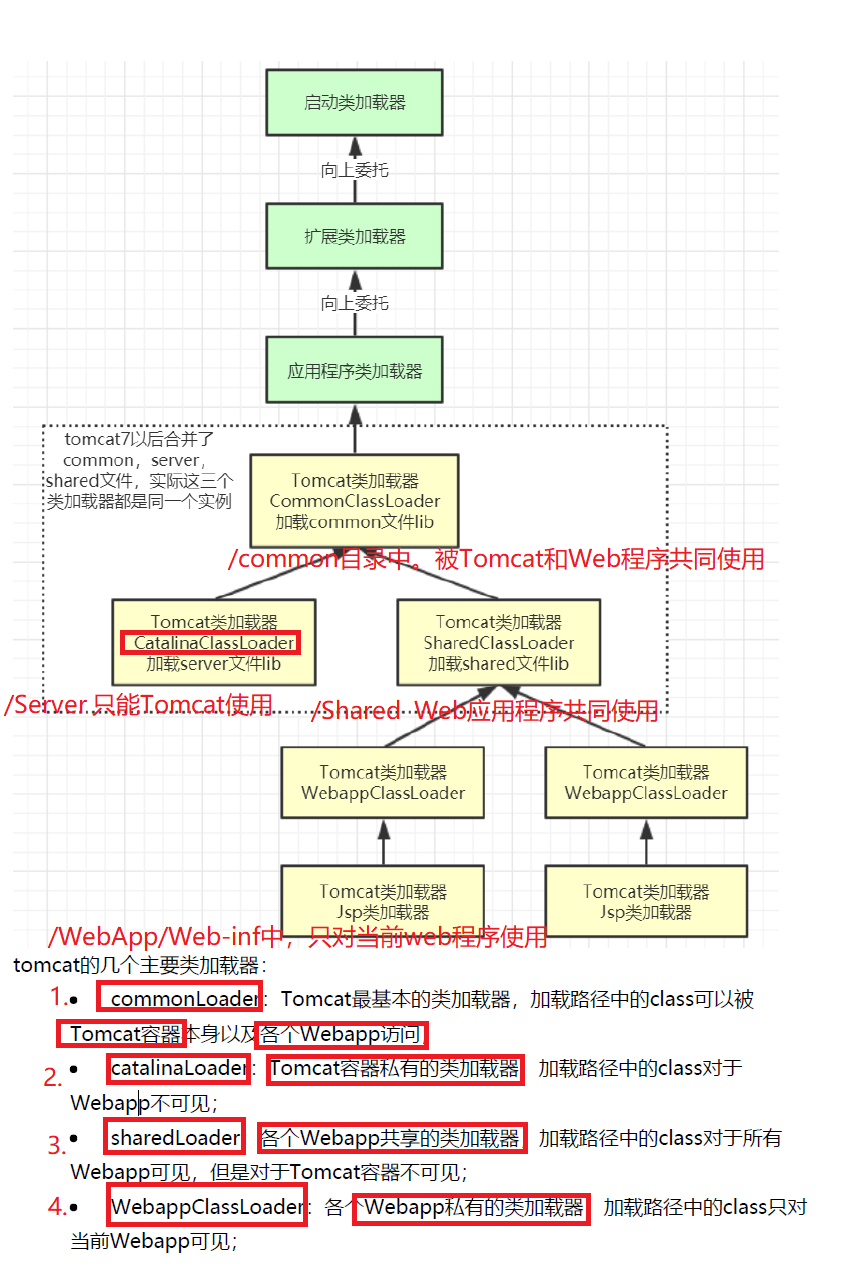 启动类加载器
向上委托
扩展类加载器
向上委托
应用程序类加载器
tomcat7以后合并了
common，server，
shared文件，实际这三个
类加载器都是同一个实例
Tomcat类加载器
CommonClassLoader
加载common文件lib
/common目录中。被Tomcat和Web程序共同使用
Tomcat类加载器
CatalinaClassLoader
加载server文件lib
Tomcat类加载器
SharedClassLoader
加载shared文件lib
/Server 只能Tomcat使用
/Shared Web应用程序共同使用
Tomcat类加载器
WebappClassLoader
Tomcat类加载器
WebappClassLoader
Tomcat类加载器
Jsp类加载器
Tomcat类加载器
Jsp类加载器
/WebApp/Web-inf中，只对当前web程序使用
tomcat的几个主要类加载器：
1.• commonLoader：Tomcat最基本的类加载器，加载路径中的class可以被
Tomcat容器本身以及各个Webapp访问
2.• catalinaLoader：Tomcat容器私有的类加载器 加载路径中的class对于
Webapp不可见；
3.• sharedLoader 各个Webapp共享的类加载器 加载路径中的class对于所有
Webapp可见，但是对于Tomcat容器不可见；
4.• WebappClassLoader：各个Webapp私有的类加载器 加载路径中的class只对
当前Webapp可见；